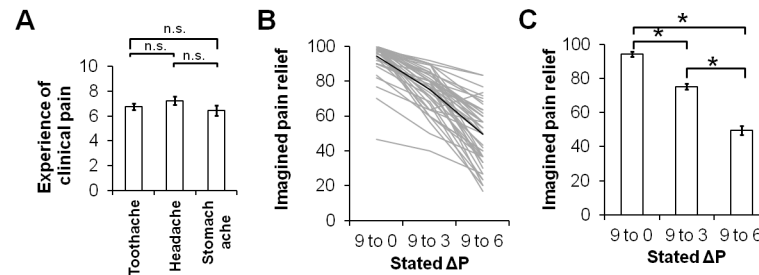 A
n.s.
n.s.
n.s.
Experience of
clinical pain
10
8
6
4
2
0
Toothache
Headache
Stomach
ache
B
Imagined pain relief
100
80
60
40
20
0
9 to 0 9 to 3 9 to 6
Stated ΔP
C
*
*
*
Imagined pain relief
100
80
60
40
20
0
9 to 0 9 to 3 9 to 6
Stated ΔP